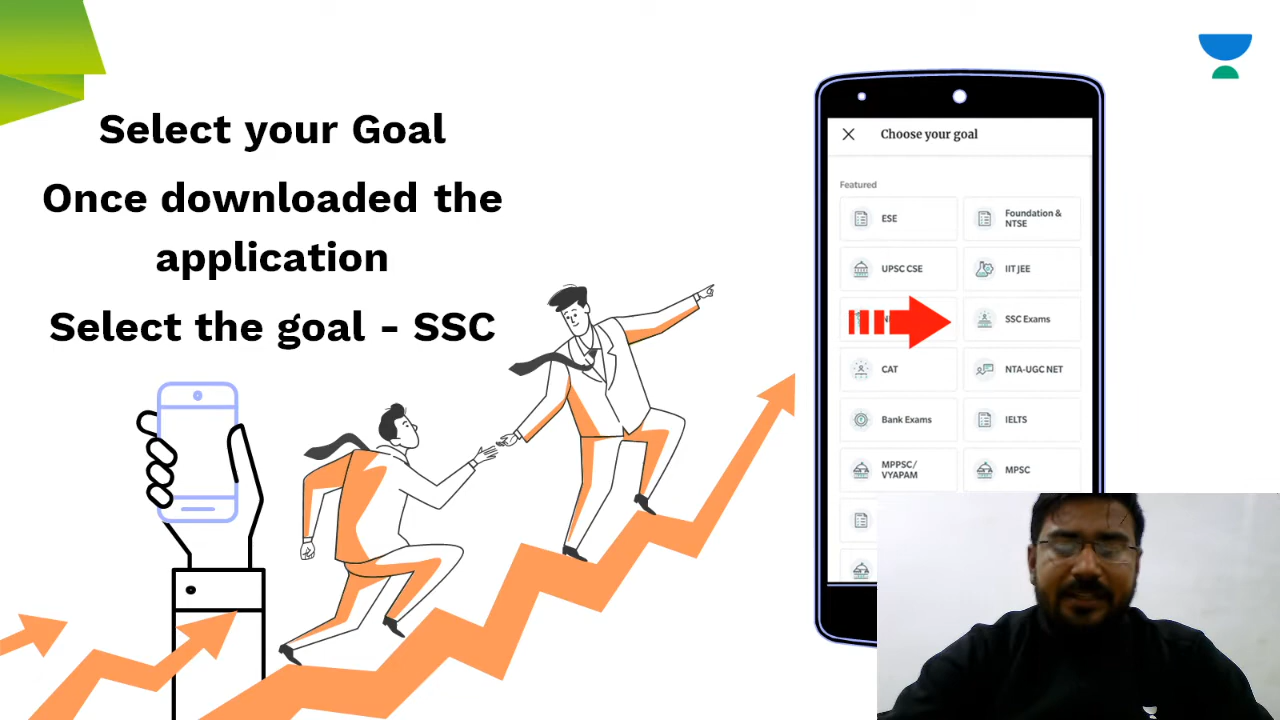 Select your Goal
Once downloaded the
application
Select the goal - SSC
Choose your goal
Featured
ESE
Foundation &
NTSE
UPSC CSE
IIT JEE
SSC Exams
CAT
NTA-UGC NET
Bank Exams
IELTS
MPPSC/
VYAPAM
MPSC